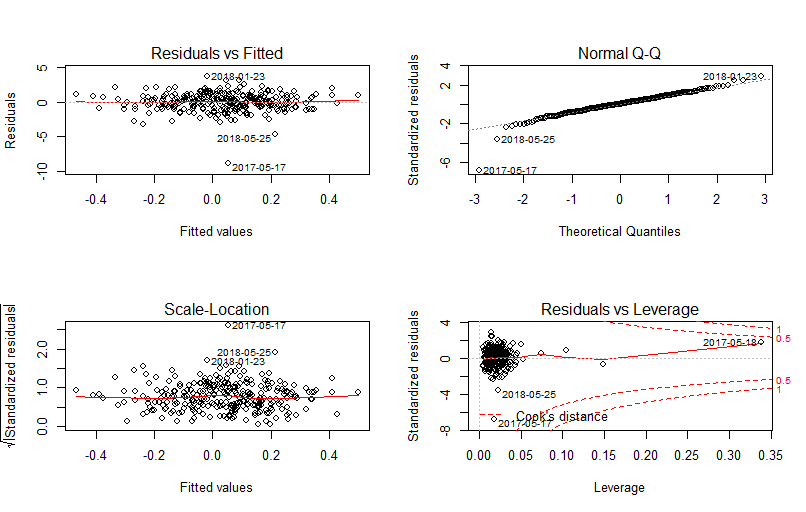 Residuals vs Fitted
Residuals
5
0
-5
-10
2018-01-23
2018-05-25
2017-05-17
-0.4 -0.2 0.0 0.2 0.4
Fitted values
Normal Q-Q
Standardized residuals
4
2
-2
-6
2018-01-23
2018-05-25
2017-05-17
-3 -2 -1 0 1 2 3
Theoretical Quantiles
Scale-Location
√|Standardized residuals|
2.0
1.0
0.0
2017-05-17
2018-05-25
2018-01-23
-0.4 -0.2 0.0 0.2 0.4
Fitted values
Residuals vs Leverage
Standardized residuals
4
0
-4
-8
2017-05-18
2018-05-25
2017-05-17
Cook's distance
1
0.5
0.5
1
0.00 0.05 0.10 0.15 0.20 0.25 0.30 0.35
Leverage